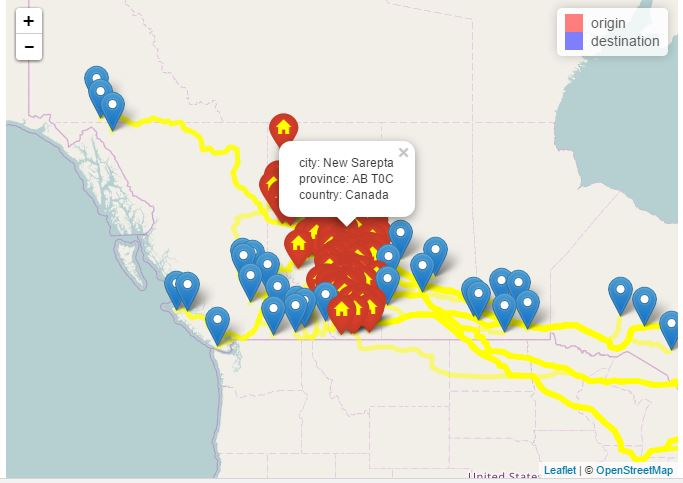 +
−
origin
destination
×
city: New Sarepta
province: AB T0C
country: Canada
United States
Leaflet | © OpenStreetMap